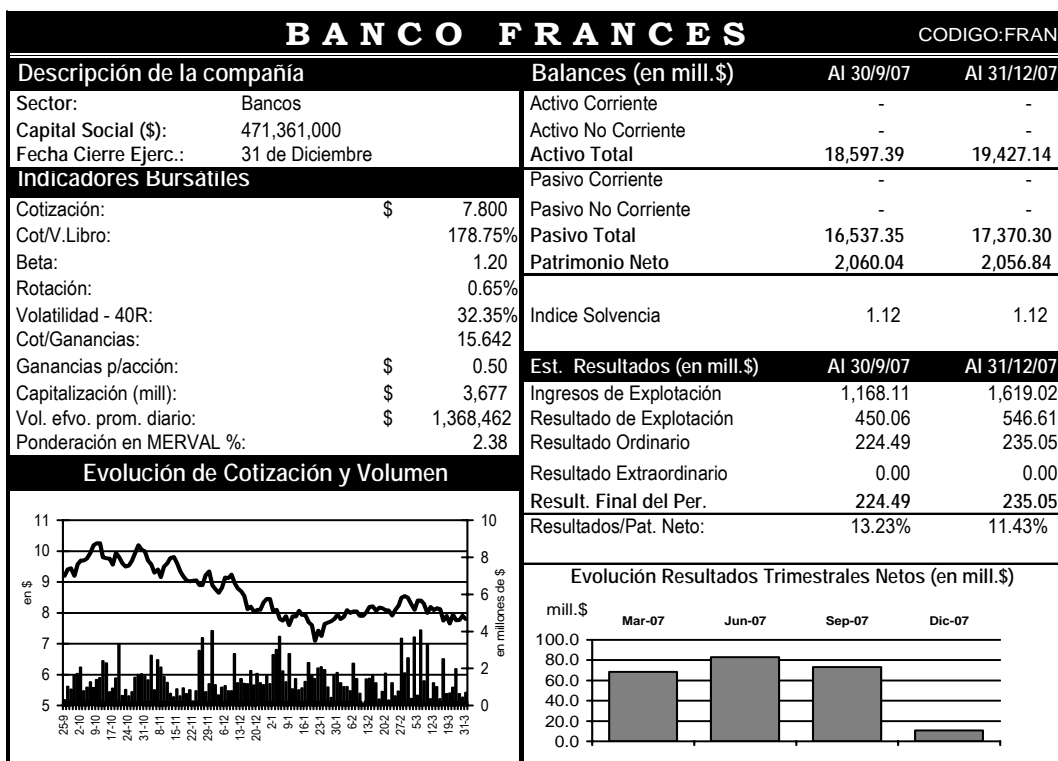 BANCO FRANCES CODIGO:FRAN
Descripción de la compañía
Sector: Bancos
Capital Social ($): 471,361,000
Fecha Cierre Ejerc.: 31 de Diciembre
Indicadores Bursátiles
Cotización: $ 7.800
Cot/V.Libro: 178.75%
Beta: 1.20
Rotación: 0.65%
Volatilidad - 40R: 32.35%
Cot/Ganancias: 15.642
Ganancias p/acción: $ 0.50
Capitalización (mill): $ 3,677
Vol. efvo. prom. diario: $ 1,368,462
Ponderación en MERVAL %: 2.38
Evolución de Cotización y Volumen
en $
11
10
9
8
7
6
5
10
8
6
4
2
0
en millones de $
25-9 2-10 9-10 17-10 24-10 31-10 8-11 15-11 22-11 29-11 6-12 13-12 20-12 2-1 9-1 16-1 23-1 30-1 6-2 13-2 20-2 27-2 5-3 12-3 19-3 31-3
Balances (en mill.$) Al 30/9/07 Al 31/12/07
Activo Corriente - -
Activo No Corriente - -
Activo Total 18,597.39 19,427.14
Pasivo Corriente - -
Pasivo No Corriente - -
Pasivo Total 16,537.35 17,370.30
Patrimonio Neto 2,060.04 2,056.84
Indice Solvencia 1.12 1.12
Est. Resultados (en mill.$) Al 30/9/07 Al 31/12/07
Ingresos de Explotación 1,168.11 1,619.02
Resultado de Explotación 450.06 546.61
Resultado Ordinario 224.49 235.05
Resultado Extraordinario 0.00 0.00
Result. Final del Per. 224.49 235.05
Resultados/Pat. Neto: 13.23% 11.43%
Evolución Resultados Trimestrales Netos (en mill.$)
mill.$
Mar-07 Jun-07 Sep-07 Dic-07
100.0
80.0
60.0
40.0
20.0
0.0